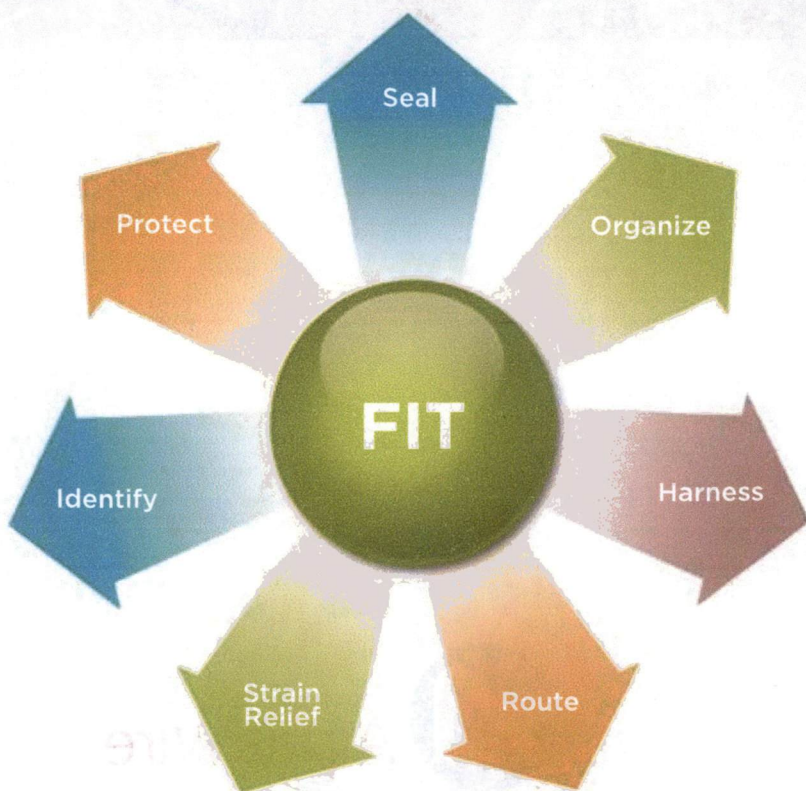 Seal
Organize
Harness
Route
Strain
Relief
Identify
Protect
FIT